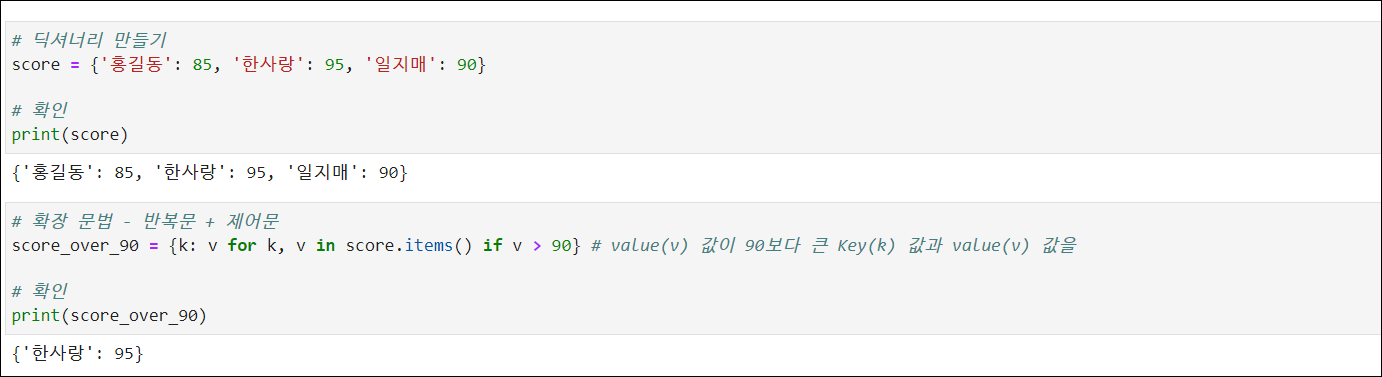 # 딕셔너리 만들기
score = {'홍길동': 85, '한사랑': 95, '일지매': 90}
# 확인
print(score)
{'홍길동': 85, '한사랑': 95, '일지매': 90}
# 확장 문법 - 반복문 + 제어문
score_over_90 = {k: v for k, v in score.items() if v > 90} # value(v) 값이 90보다 큰 Key(k) 값과 value(v) 값을
# 확인
print(score_over_90)
{'한사랑': 95}